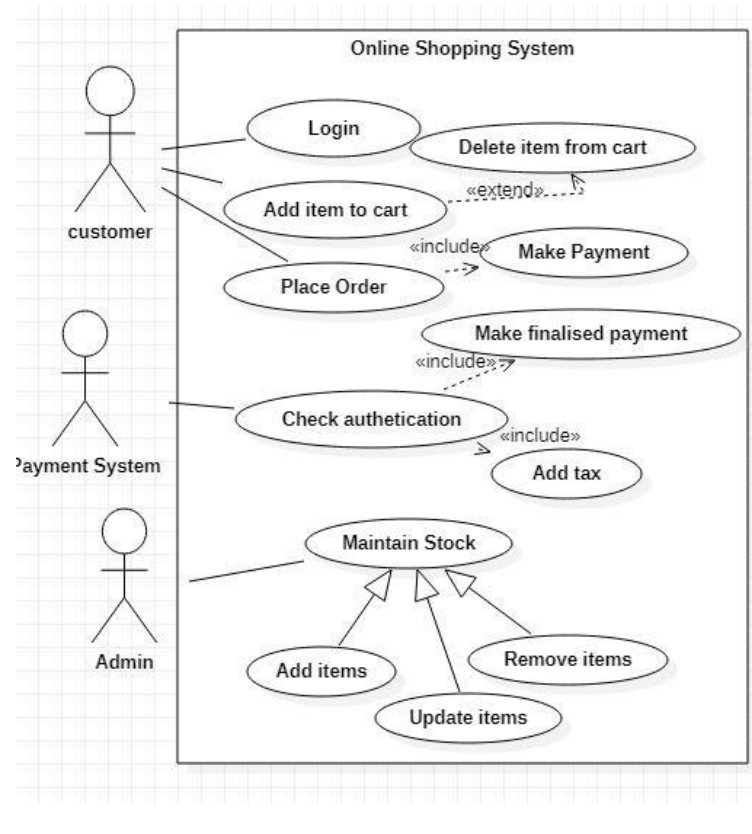 Online Shopping System
Login
Delete item from cart
«extend»
Add item to cart
customer
«include»
Make Payment
Place Order
Make finalised payment
«include»
Check authetication
«include»
Payment System
Add tax
Maintain Stock
Admin
Add items
Remove items
Update items